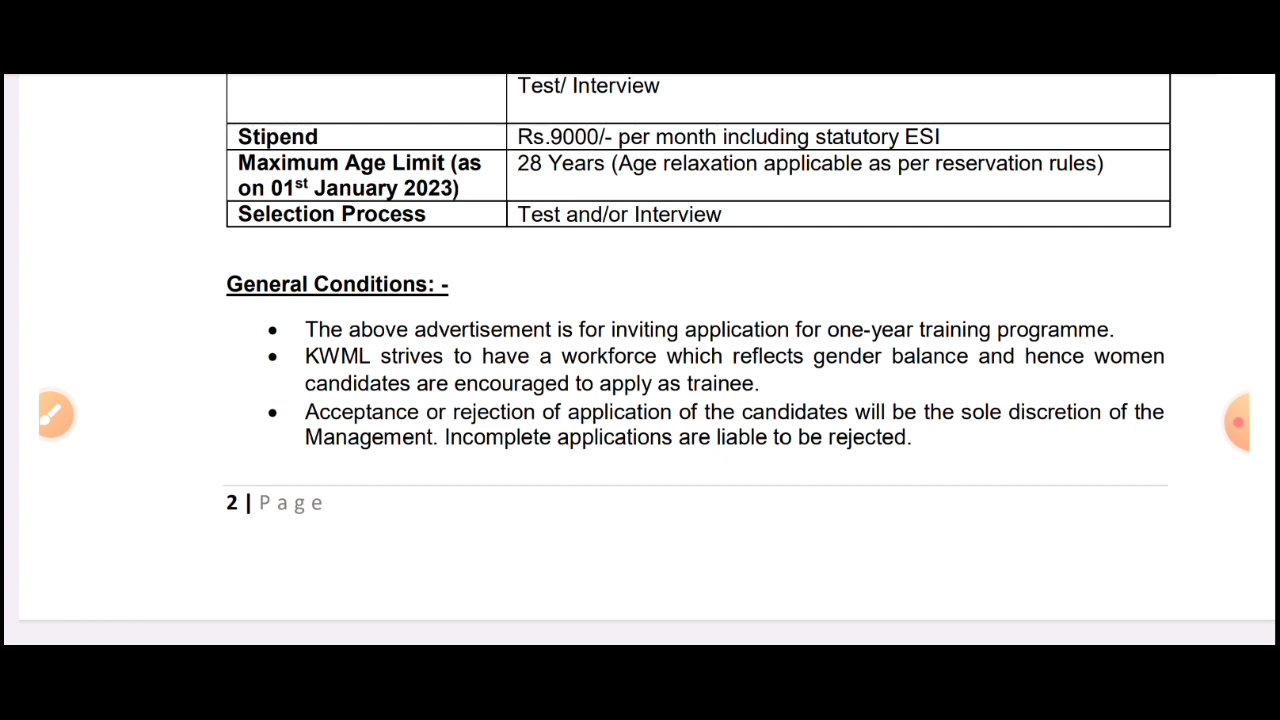 Test/ Interview
Stipend
Rs.9000/- per month including statutory ESI
Maximum Age Limit (as
on 01st January 2023)
28 Years (Age relaxation applicable as per reservation rules)
Selection Process
Test and/or Interview
General Conditions: -
• The above advertisement is for inviting application for one-year training programme.
• KWML strives to have a workforce which reflects gender balance and hence women
candidates are encouraged to apply as trainee.
• Acceptance or rejection of application of the candidates will be the sole discretion of the
Management. Incomplete applications are liable to be rejected.
2 | Page